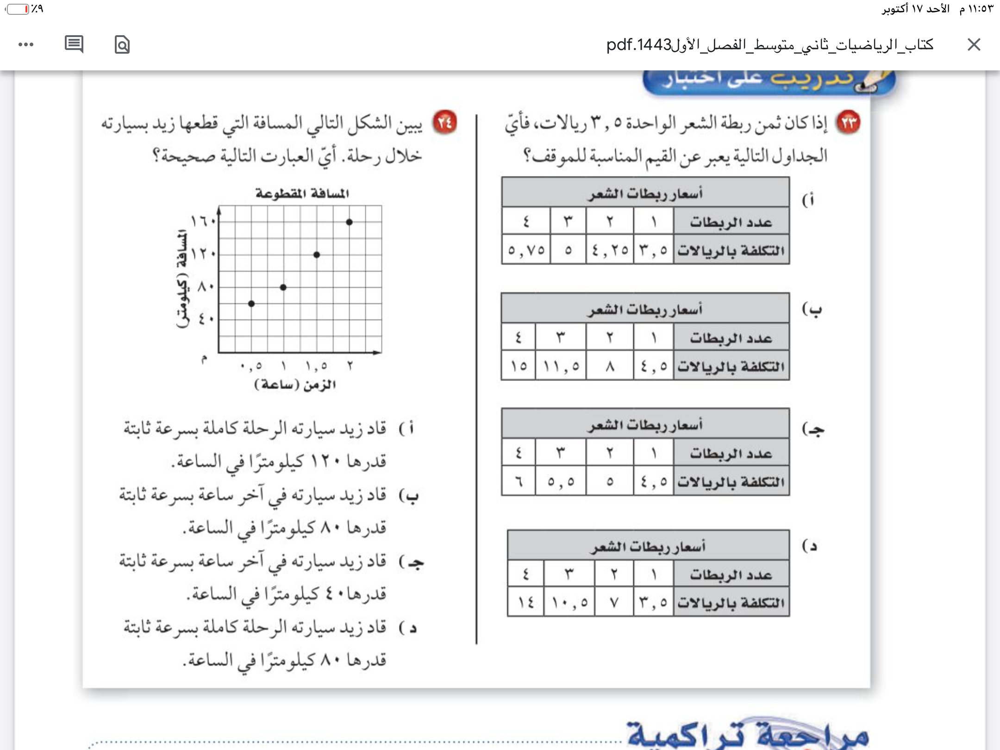 ١١:٥٣ م الأحد ١٧ أكتوبر
٪٩
كتاب_الرياضيات_ثاني_متوسط_الفصل_الأول1443.pdf
تدريب على اختبار
٢٣ إذا كان ثمن ربطة الشعر الواحدة ٣,٥ ريالات، فأيّ
الجداول التالية يعبر عن القيم المناسبة للموقف؟
أ)
أسعار ربطات الشعر
عدد الربطات ١ ٢ ٣ ٤
التكلفة بالريالات ٣,٥ ٤,٢٥ ٥ ٥,٧٥
ب)
أسعار ربطات الشعر
عدد الربطات ١ ٢ ٣ ٤
التكلفة بالريالات ٤,٥ ٨ ١١,٥ ١٥
جـ)
أسعار ربطات الشعر
عدد الربطات ١ ٢ ٣ ٤
التكلفة بالريالات ٤,٥ ٥ ٥,٥ ٦
د)
أسعار ربطات الشعر
عدد الربطات ١ ٢ ٣ ٤
التكلفة بالريالات ٣,٥ ٧ ١٠,٥ ١٤
٢٤ يبين الشكل التالي المسافة التي قطعها زيد بسيارته
خلال رحلة. أيّ العبارت التالية صحيحة؟
المسافة المقطوعة
المسافة (كيلومتر)
١٦٠
١٢٠
٨٠
٤٠
م
٠,٥ ١ ١,٥ ٢
الزمن (ساعة)
أ) قاد زيد سيارته الرحلة كاملة بسرعة ثابتة
قدرها ١٢٠ كيلومترًا في الساعة.
ب) قاد زيد سيارته في آخر ساعة بسرعة ثابتة
قدرها ٨٠ كيلومترًا في الساعة.
جـ) قاد زيد سيارته في آخر ساعة بسرعة ثابتة
قدرها ٤٠ كيلومترًا في الساعة.
د) قاد زيد سيارته الرحلة كاملة بسرعة ثابتة
قدرها ٨٠ كيلومترًا في الساعة.
مراجعة تراكمية